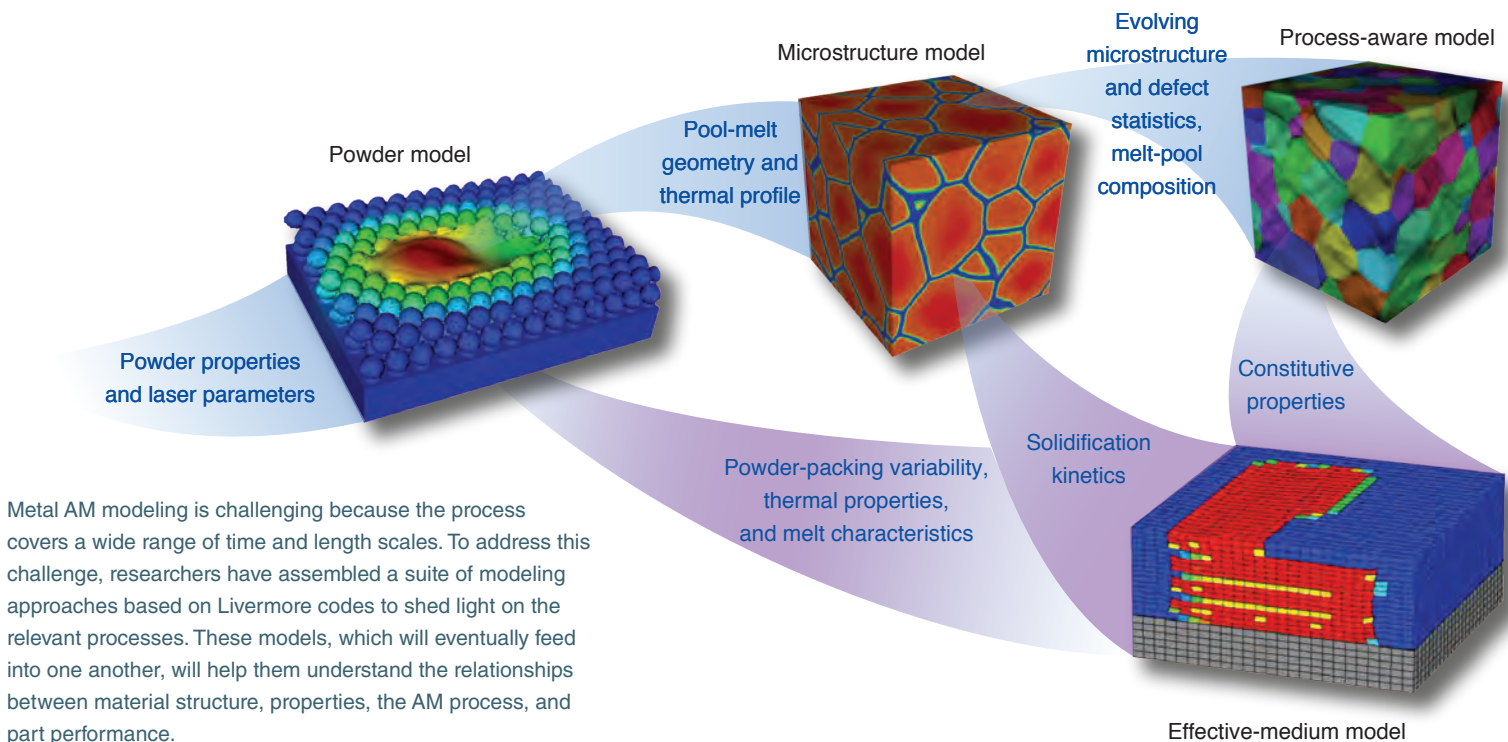 Powder model
Microstructure model
Process-aware model
Powder properties
and laser parameters
Pool-melt
geometry and
thermal profile
Evolving
microstructure
and defect
statistics,
melt-pool
composition
Powder-packing variability,
thermal properties,
and melt characteristics
Solidification
kinetics
Constitutive
properties
Effective-medium model
Metal AM modeling is challenging because the process
covers a wide range of time and length scales. To address this
challenge, researchers have assembled a suite of modeling
approaches based on Livermore codes to shed light on the
relevant processes. These models, which will eventually feed
into one another, will help them understand the relationships
between material structure, properties, the AM process, and
part performance.